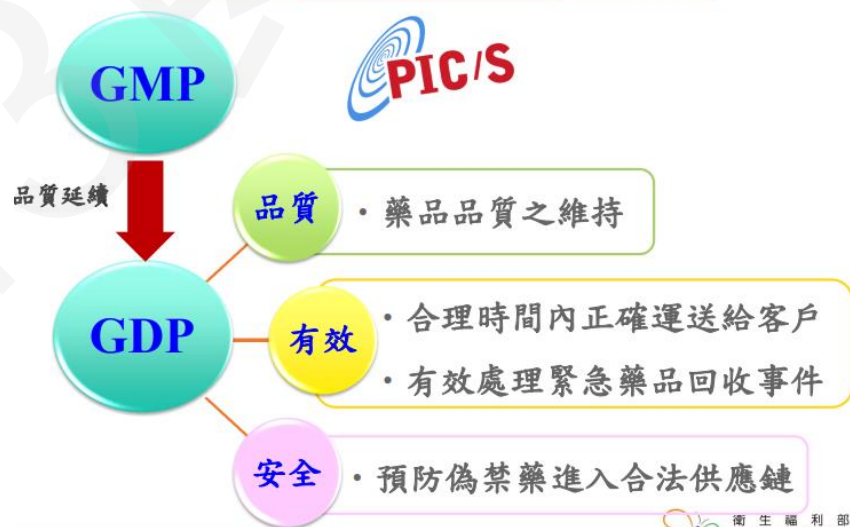 GMP
PIC/S
品質延續
品質
・藥品品質之維持
GDP
有效
・合理時間內正確運送給客戶
・有效處理緊急藥品回收事件
安全
・預防偽禁藥進入合法供應鏈
衛生福利部